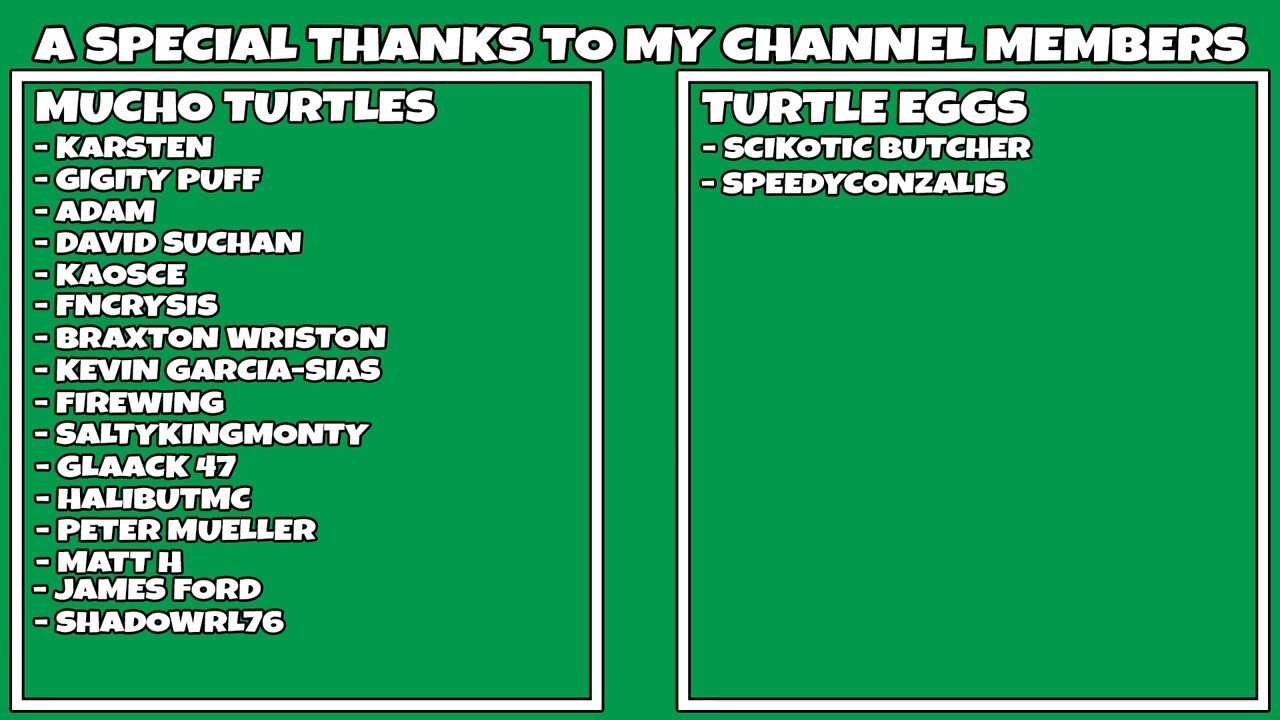 A SPECIAL THANKS TO MY CHANNEL MEMBERS
MUCHO TURTLES
- KARSTEN
- GIGITY PUFF
- ADAM
- DAVID SUCHAN
- KAOSCE
- FNCRYSIS
- BRAXTON WRISTON
- KEVIN GARCIA-SIAS
- FIREWING
- SALTYKINGMONTY
- GLAACK 47
- HALIBUTMC
- PETER MUELLER
- MATT H
- JAMES FORD
- SHADOWRL76
TURTLE EGGS
- SCIKOTIC BUTCHER
- SPEEDYCONZALIS